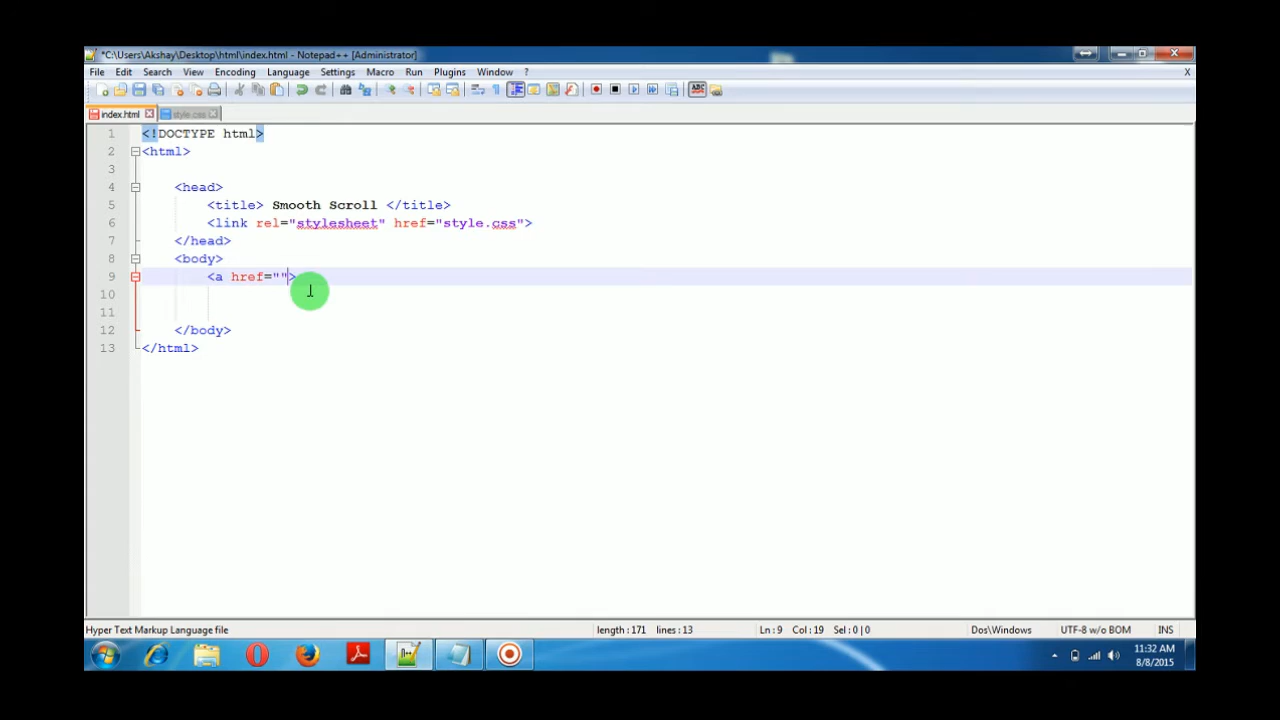 *C:\Users\Akshay\Desktop\html\index.html - Notepad++ [Administrator]
File Edit Search View Encoding Language Settings Macro Run Plugins Window ? X
index.html style.css
1 <!DOCTYPE html>
2 <html>
3
4 <head>
5 <title> Smooth Scroll </title>
6 <link rel="stylesheet" href="style.css">
7 </head>
8 <body>
9 <a href="">
10
11
12 </body>
13 </html>
Hyper Text Markup Language file length : 171 lines : 13 Ln : 9 Col : 19 Sel : 0 | 0 Dos\Windows UTF-8 w/o BOM INS
11:32 AM
8/8/2015